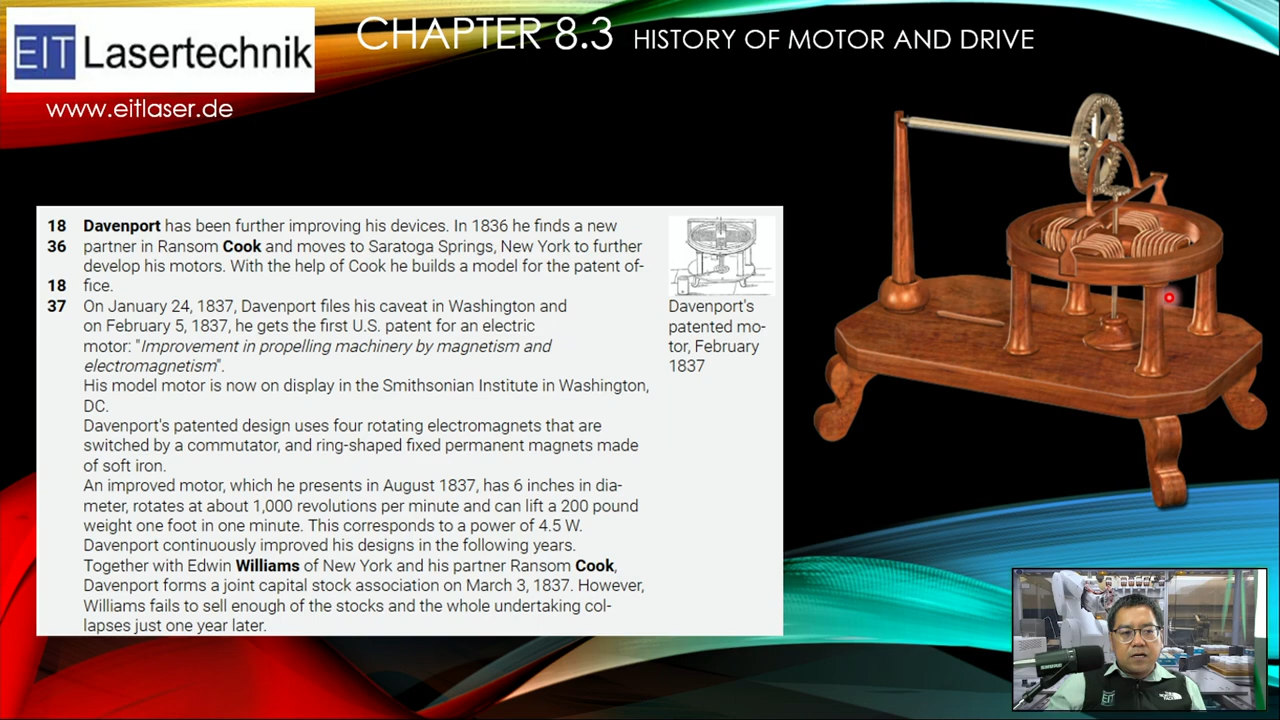 EIT Lasertechnik
CHAPTER 8.3 HISTORY OF MOTOR AND DRIVE
www.eitlaser.de
18 Davenport has been further improving his devices. In 1836 he finds a new
36 partner in Ransom Cook and moves to Saratoga Springs, New York to further
develop his motors. With the help of Cook he builds a model for the patent of-
18 fice.
37 On January 24, 1837, Davenport files his caveat in Washington and
on February 5, 1837, he gets the first U.S. patent for an electric
motor: "Improvement in propelling machinery by magnetism and
electromagnetism".
His model motor is now on display in the Smithsonian Institute in Washington,
DC.
Davenport's patented design uses four rotating electromagnets that are
switched by a commutator, and ring-shaped fixed permanent magnets made
of soft iron.
An improved motor, which he presents in August 1837, has 6 inches in dia-
meter, rotates at about 1,000 revolutions per minute and can lift a 200 pound
weight one foot in one minute. This corresponds to a power of 4.5 W.
Davenport continuously improved his designs in the following years.
Together with Edwin Williams of New York and his partner Ransom Cook,
Davenport forms a joint capital stock association on March 3, 1837. However,
Williams fails to sell enough of the stocks and the whole undertaking col-
lapses just one year later.
Davenport's
patented mo-
tor, February
1837
SHURE
EIT
THE NORTH FACE